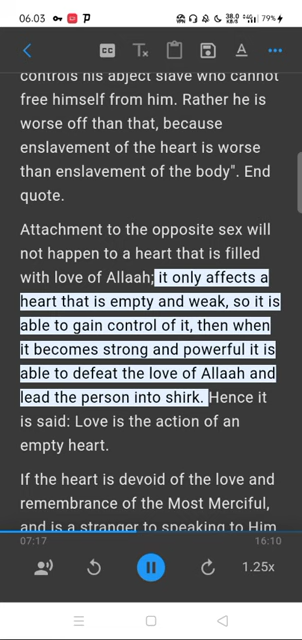 06.03
38.0 KB/S
79%
CC
A
controls his abject slave who cannot
free himself from him. Rather he is
worse off than that, because
enslavement of the heart is worse
than enslavement of the body". End
quote.
Attachment to the opposite sex will
not happen to a heart that is filled
with love of Allaah; it only affects a
heart that is empty and weak, so it is
able to gain control of it, then when
it becomes strong and powerful it is
able to defeat the love of Allaah and
lead the person into shirk. Hence it
is said: Love is the action of an
empty heart.
If the heart is devoid of the love and
remembrance of the Most Merciful,
and is a stranger to speaking to Him
07:17
16:10
1.25x